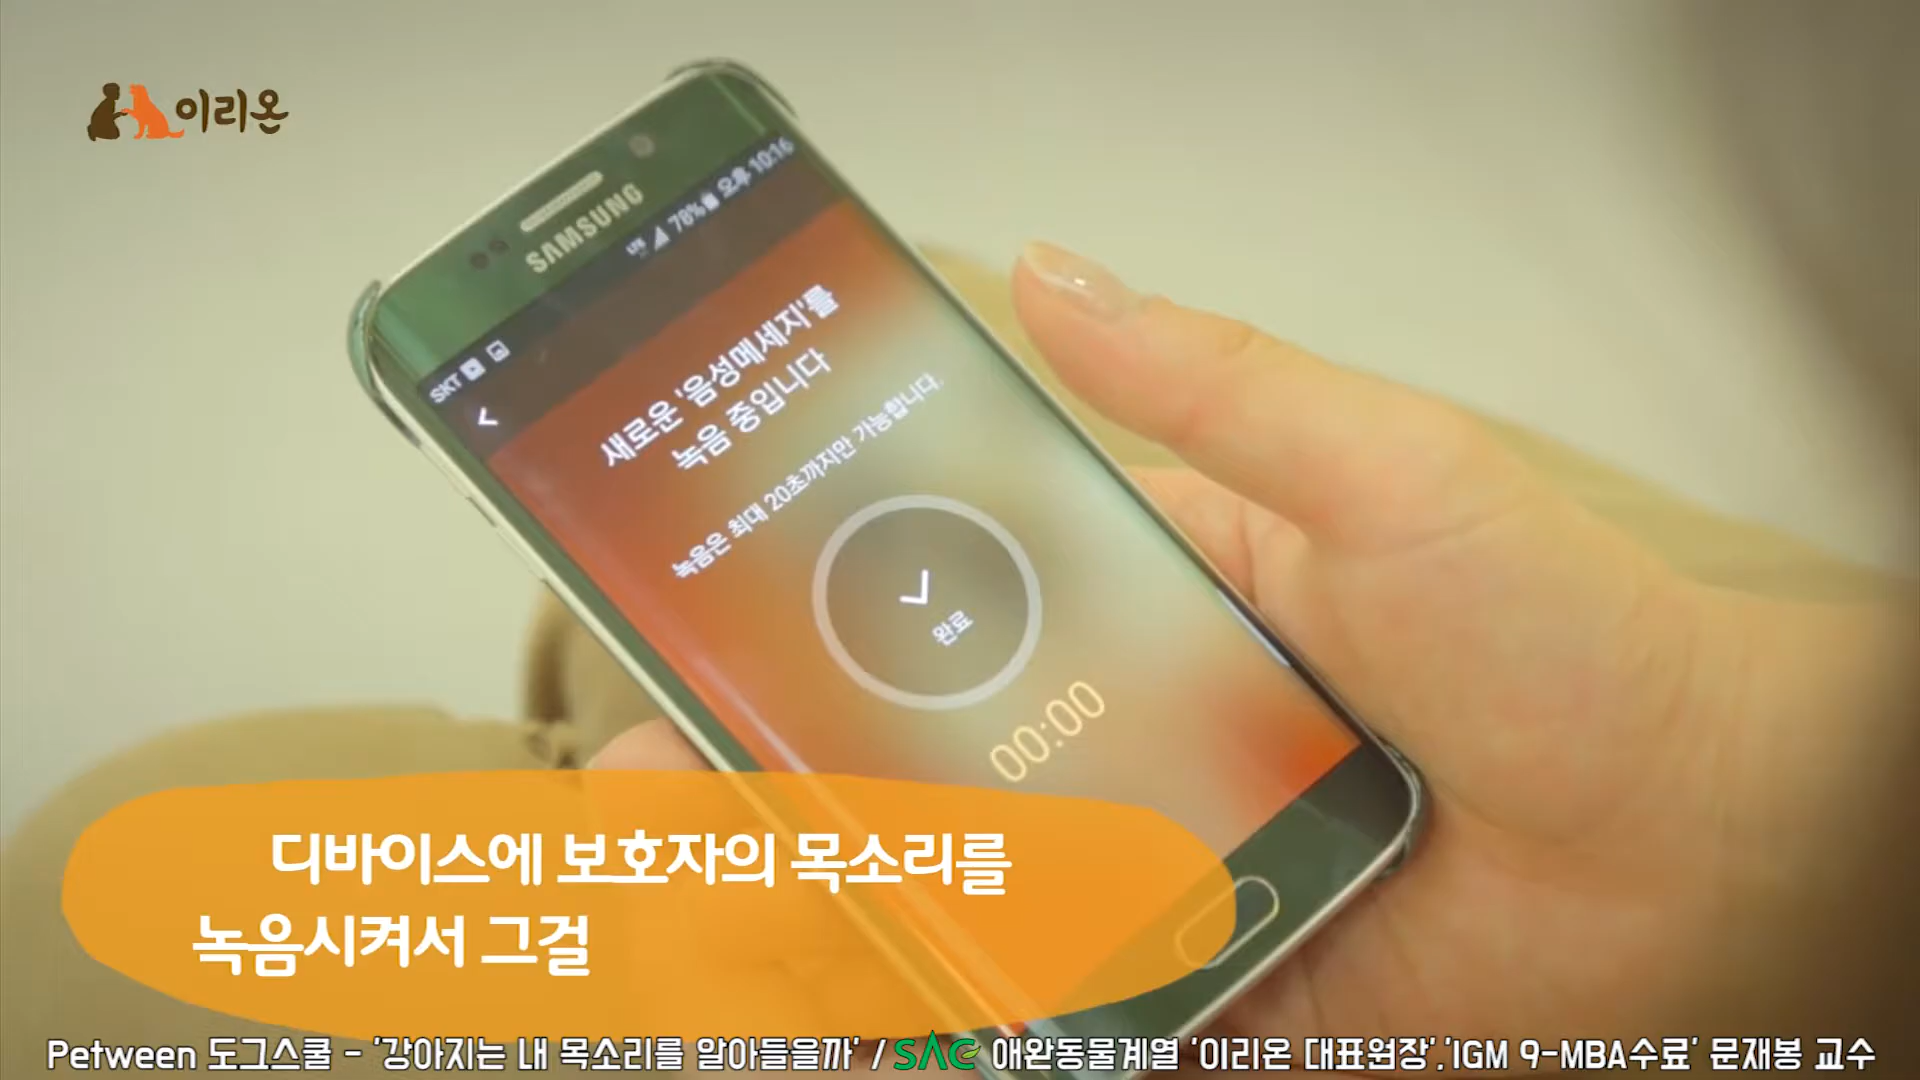 이리온
SAMSUNG
SKT
LTE 78% 오후 10:16
새로운 '음성메세지'를
녹음 중입니다
녹음은 최대 20초까지만 가능합니다.
완료
00:00
디바이스에 보호자의 목소리를
녹음시켜서 그걸
Petween 도그스쿨 - '강아지는 내 목소리를 알아들을까' / SAC 애완동물계열 '이리온 대표원장','IGM 9-MBA수료' 문재봉 교수